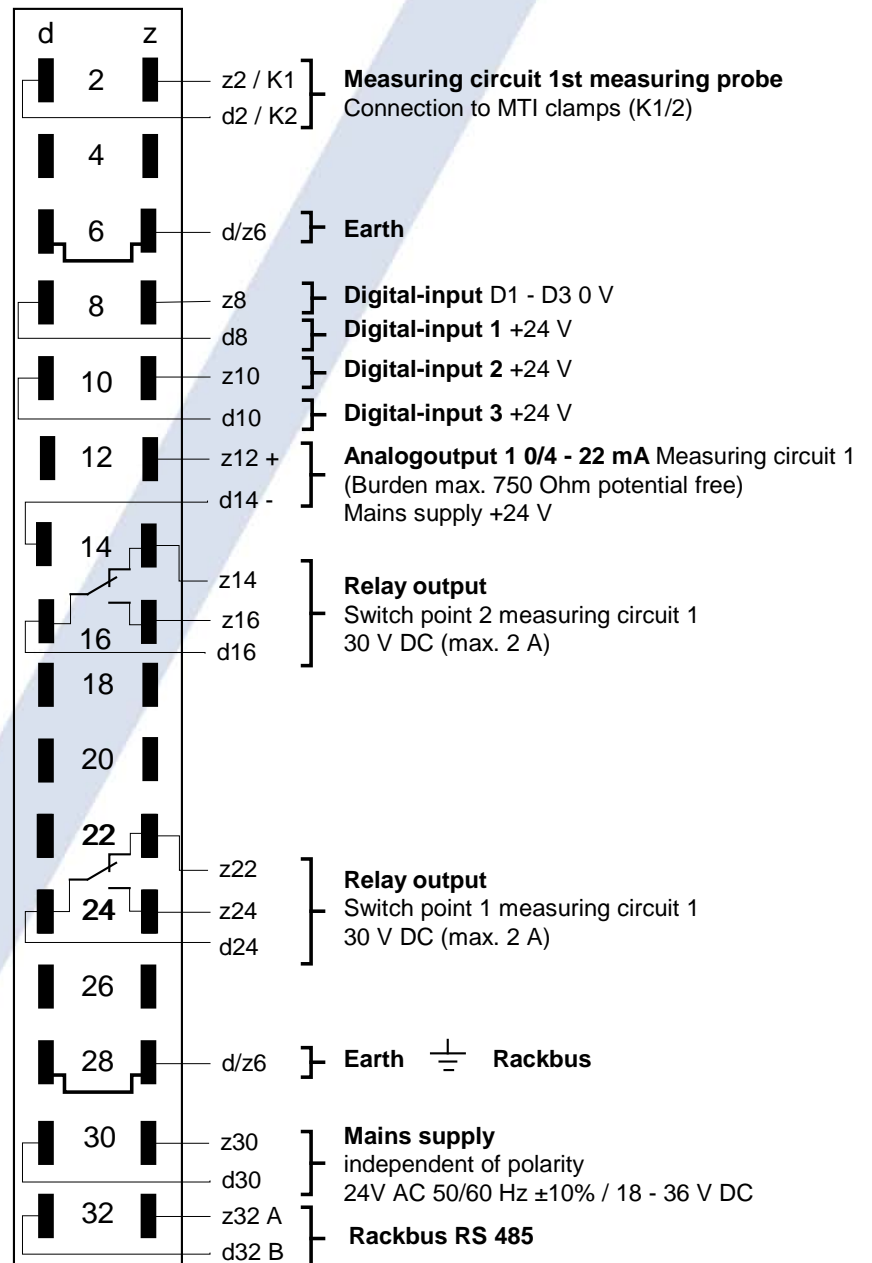 d z
2 z2 / K1 Measuring circuit 1st measuring probe
d2 / K2 Connection to MTI clamps (K1/2)
4
6 d/z6 Earth
8 z8 Digital-input D1 - D3 0 V
d8 Digital-input 1 +24 V
10 z10 Digital-input 2 +24 V
d10 Digital-input 3 +24 V
12 z12 + Analogoutput 1 0/4 - 22 mA Measuring circuit 1
(Burden max. 750 Ohm potential free)
d14 - Mains supply +24 V
14
z14 Relay output
z16 Switch point 2 measuring circuit 1
16 d16 30 V DC (max. 2 A)
18
20
22
z22 Relay output
24 z24 Switch point 1 measuring circuit 1
d24 30 V DC (max. 2 A)
26
28 d/z6 Earth Rackbus
30 z30 Mains supply
independent of polarity
d30 24V AC 50/60 Hz ±10% / 18 - 36 V DC
32 z32 A Rackbus RS 485
d32 B